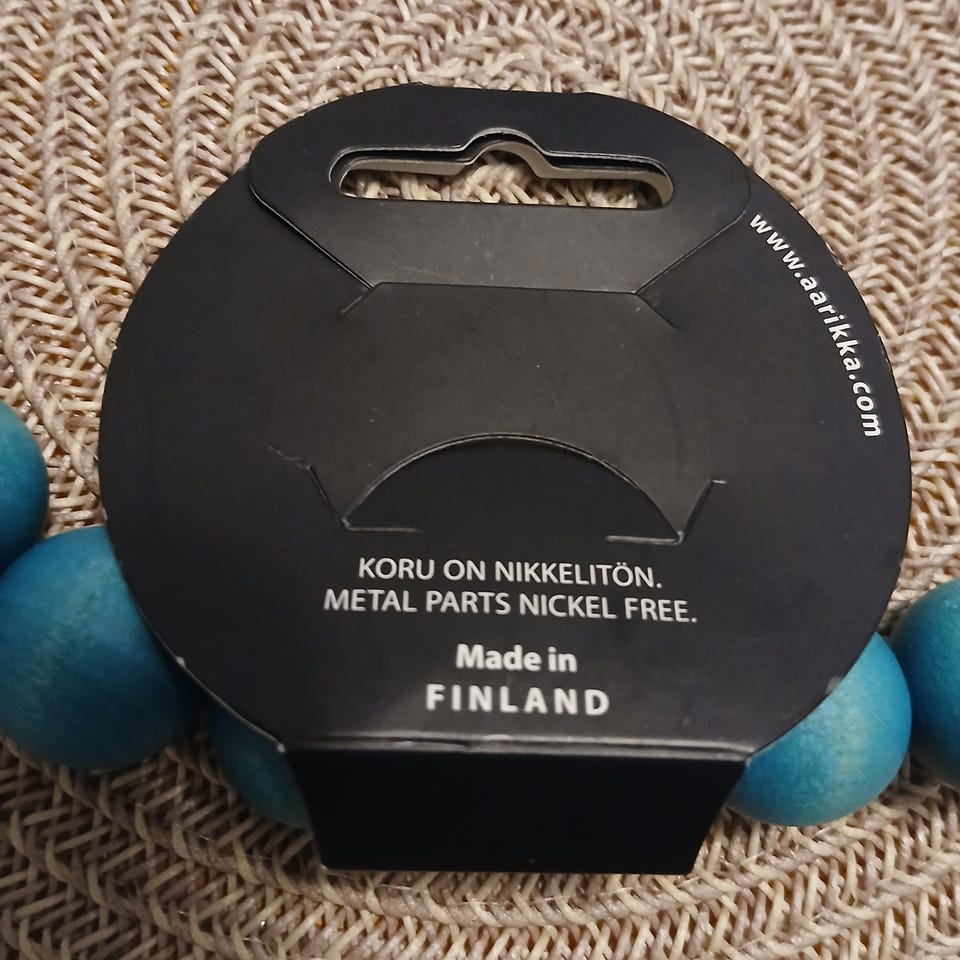 www.aarikka.com
KORU ON NIKKELITÖN.
METAL PARTS NICKEL FREE.
Made in
FINLAND